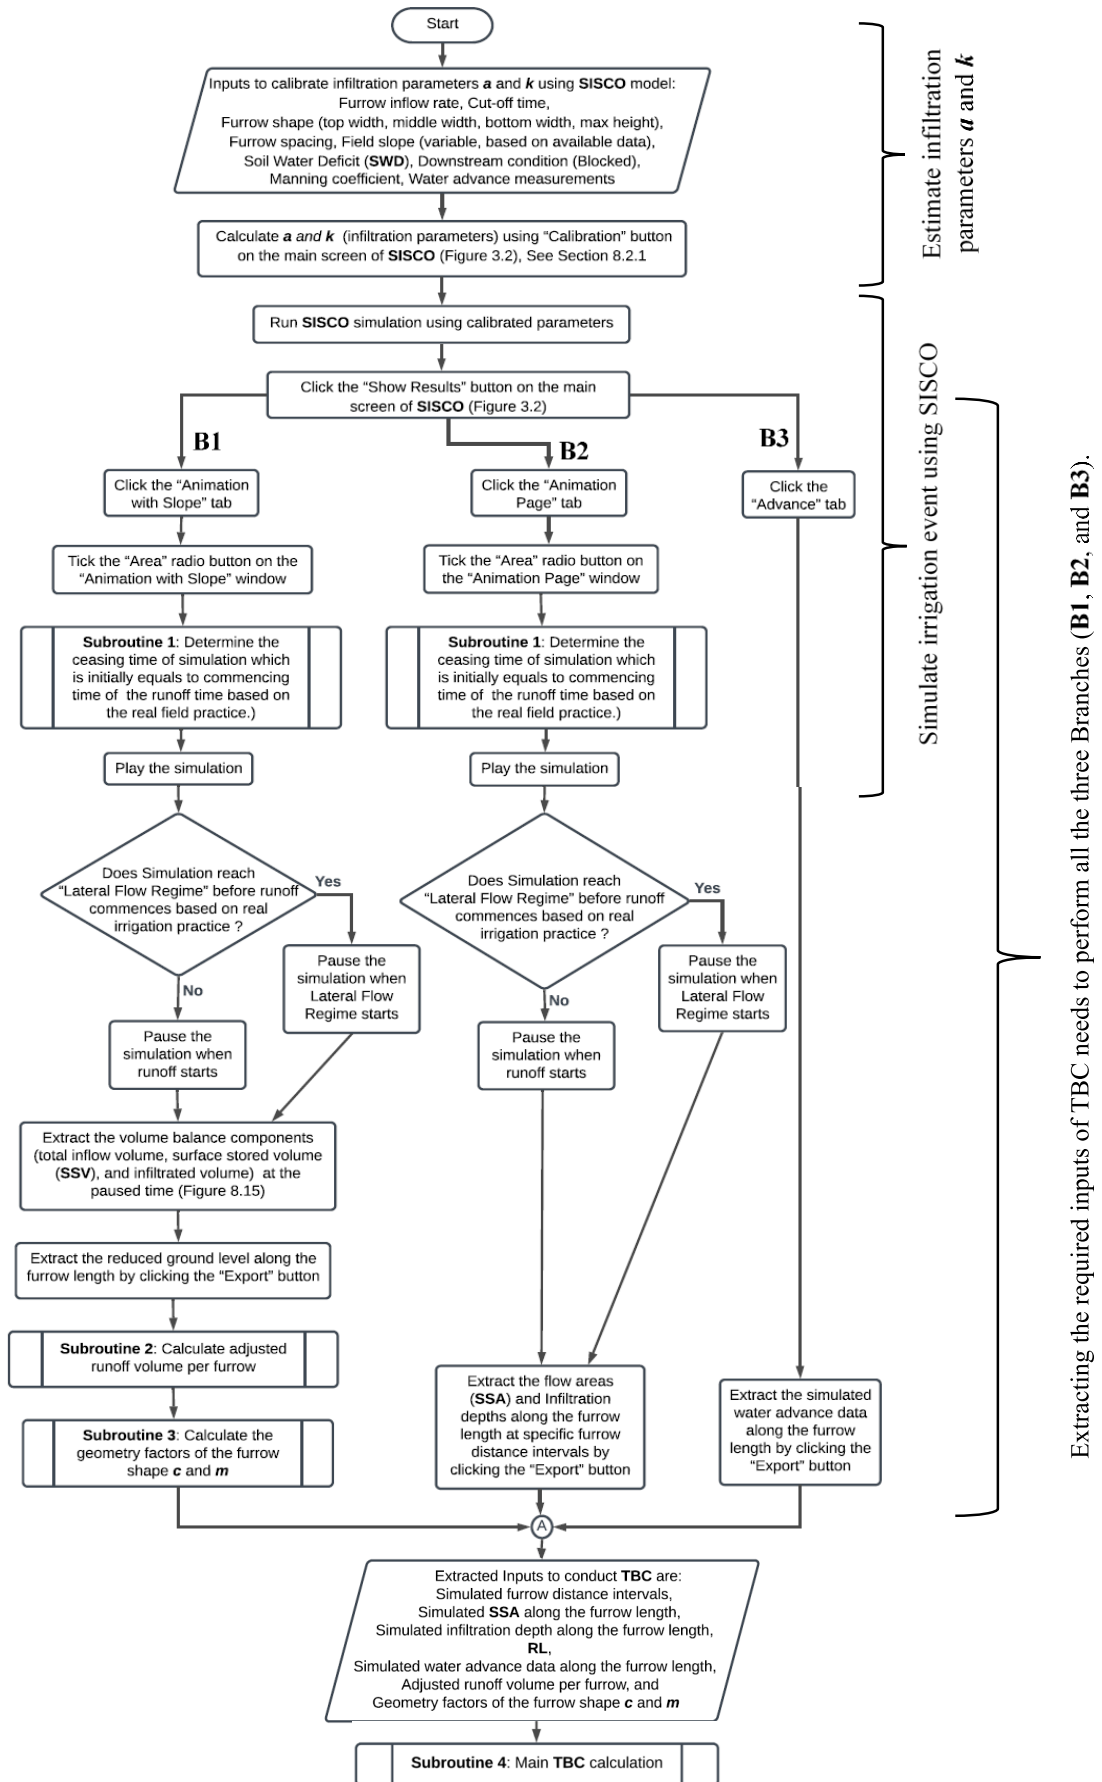 Start
Inputs to calibrate infiltration parameters a and k using SISCO model:
Furrow inflow rate, Cut-off time,
Furrow shape (top width, middle width, bottom width, max height),
Furrow spacing, Field slope (variable, based on available data),
Soil Water Deficit (SWD), Downstream condition (Blocked),
Manning coefficient, Water advance measurements
Calculate a and k (infiltration parameters) using “Calibration” button
on the main screen of SISCO (Figure 3.2), See Section 8.2.1
Estimate infiltration
parameters a and k
Run SISCO simulation using calibrated parameters
Click the “Show Results” button on the main
screen of SISCO (Figure 3.2)
Simulate irrigation event using SISCO
B1
Click the “Animation
with Slope” tab
Tick the “Area” radio button on the
“Animation with Slope” window
Subroutine 1: Determine the
ceasing time of simulation which
is initially equals to commencing
time of the runoff time based on
the real field practice.)
Play the simulation
Does Simulation reach
“Lateral Flow Regime” before runoff
commences based on real
irrigation practice ?
Yes
Pause the
simulation when
Lateral Flow
Regime starts
No
Pause the
simulation when
runoff starts
Extract the volume balance components
(total inflow volume, surface stored volume
(SSV), and infiltrated volume) at the
paused time (Figure 8.15)
Extract the reduced ground level along the
furrow length by clicking the “Export” button
Subroutine 2: Calculate adjusted
runoff volume per furrow
Subroutine 3: Calculate the
geometry factors of the furrow
shape c and m
B2
Click the “Animation
Page” tab
Tick the “Area” radio button on
the “Animation Page” window
Subroutine 1: Determine the
ceasing time of simulation which
is initially equals to commencing
time of the runoff time based on
the real field practice.)
Play the simulation
Does Simulation reach
“Lateral Flow Regime” before runoff
commences based on real
irrigation practice ?
Yes
Pause the
simulation when
Lateral Flow
Regime starts
No
Pause the
simulation when
runoff starts
Extract the flow areas
(SSA) and Infiltration
depths along the furrow
length at specific furrow
distance intervals by
clicking the “Export” button
B3
Click the
“Advance” tab
Extract the simulated
water advance data
along the furrow
length by clicking the
“Export” button
Extracting the required inputs of TBC needs to perform all the three Branches (B1, B2, and B3).
A
Extracted Inputs to conduct TBC are:
Simulated furrow distance intervals,
Simulated SSA along the furrow length,
Simulated infiltration depth along the furrow length,
RL,
Simulated water advance data along the furrow length,
Adjusted runoff volume per furrow, and
Geometry factors of the furrow shape c and m
Subroutine 4: Main TBC calculation